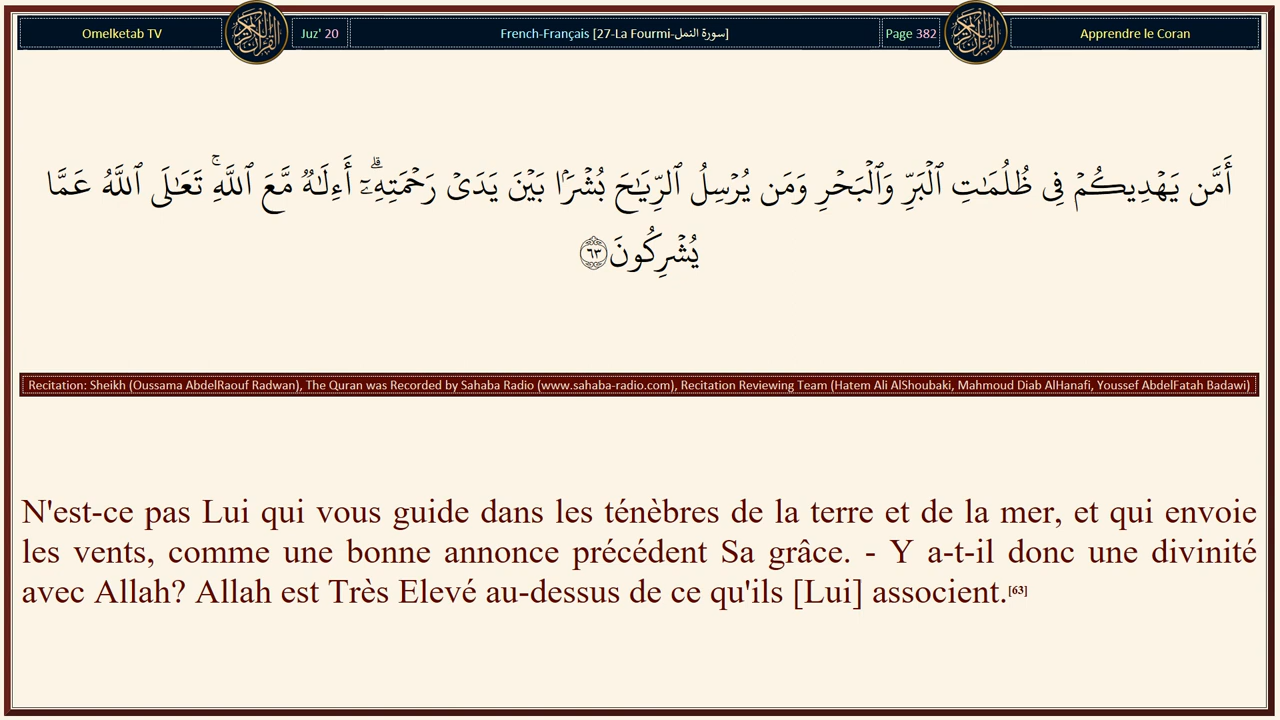 Omelketab TV
Juz' 20
French-Français [27-La Fourmi-سورة النمل]
Page 382
Apprendre le Coran
أَمَّن يَهْدِيكُمْ فِى ظُلُمَٰتِ ٱلْبَرِّ وَٱلْبَحْرِ وَمَن يُرْسِلُ ٱلرِّيَٰحَ بُشْرًۢا بَيْنَ يَدَىْ رَحْمَتِهِۦٓ ۗ أَءِلَٰهٌ مَّعَ ٱللَّهِ ۚ تَعَٰلَى ٱللَّهُ عَمَّا
يُشْرِكُونَ ٦٣
Recitation: Sheikh (Oussama AbdelRaouf Radwan), The Quran was Recorded by Sahaba Radio (www.sahaba-radio.com), Recitation Reviewing Team (Hatem Ali AlShoubaki, Mahmoud Diab AlHanafi, Youssef AbdelFatah Badawi)
N'est-ce pas Lui qui vous guide dans les ténèbres de la terre et de la mer, et qui envoie
les vents, comme une bonne annonce précédent Sa grâce. - Y a-t-il donc une divinité
avec Allah? Allah est Très Elevé au-dessus de ce qu'ils [Lui] associent.[63]